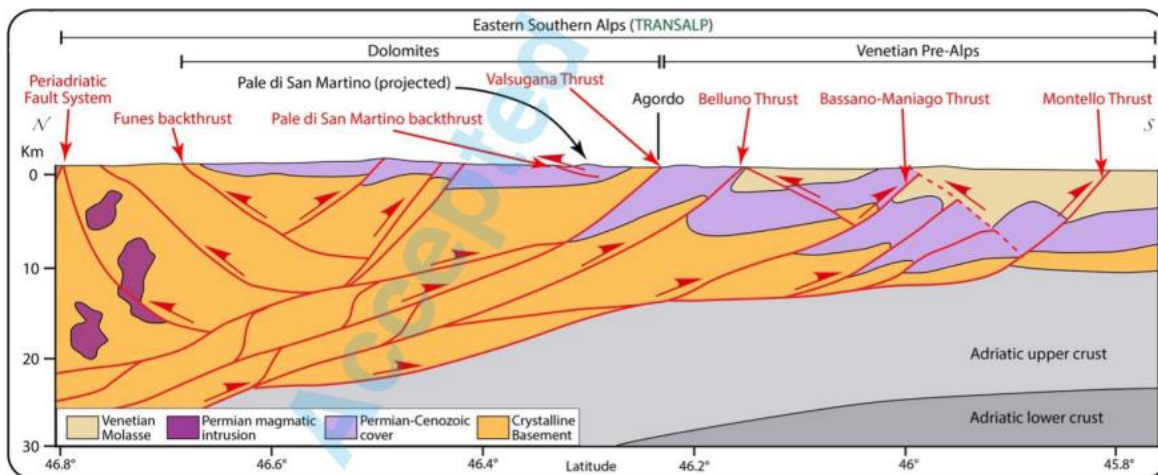 Eastern Southern Alps (TRANSALP)
Dolomites
Venetian Pre-Alps
Periadriatic
Fault System
Pale di San Martino (projected)
Valsugana Thrust
Agordo
Belluno Thrust
Bassano-Maniago Thrust
Montello Thrust
Funes backthrust
Pale di San Martino backthrust
N
S
Km
0
10
20
30
Accepted
Adriatic upper crust
Adriatic lower crust
Venetian
Molasse
Permian magmatic
intrusion
Permian-Cenozoic
cover
Crystalline
Basement
46.8°
46.6°
46.4°
Latitude
46.2°
46°
45.8°